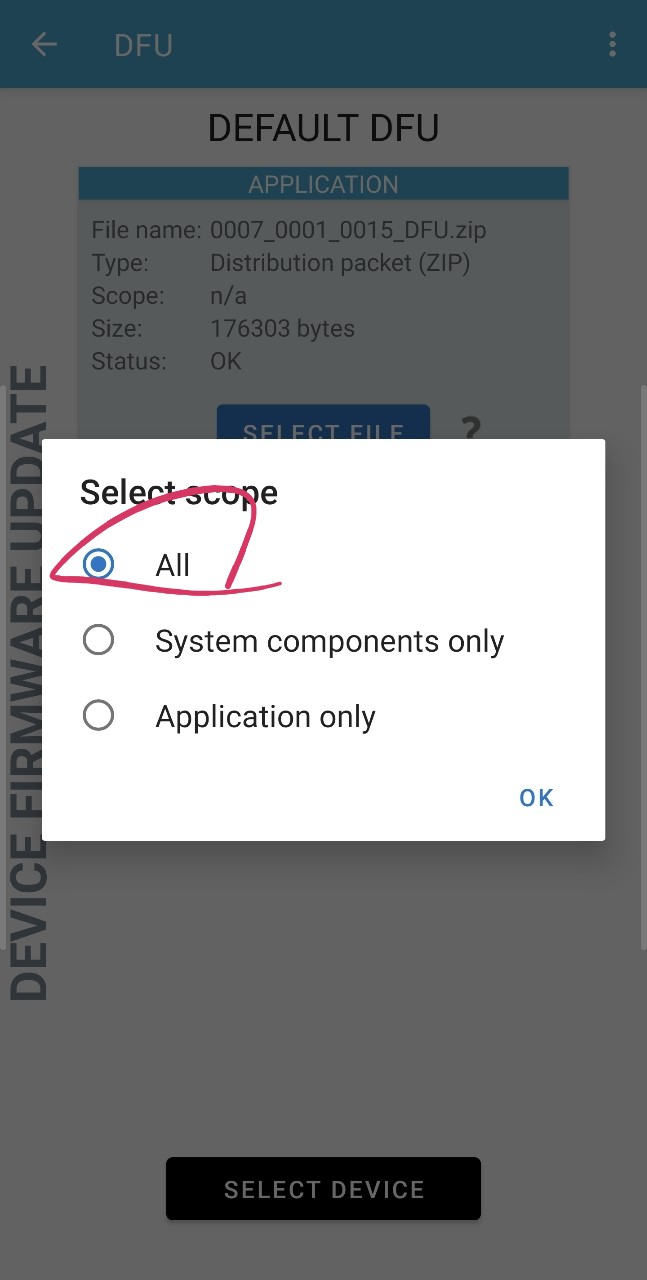 DFU
DEFAULT DFU
APPLICATION
File name: 0007_0001_0015_DFU.zip
Type: Distribution packet (ZIP)
Scope: n/a
Size: 176303 bytes
Status: OK
SELECT FILE ?
DEVICE FIRMWARE UPDATE
Select scope
All
System components only
Application only
OK
SELECT DEVICE